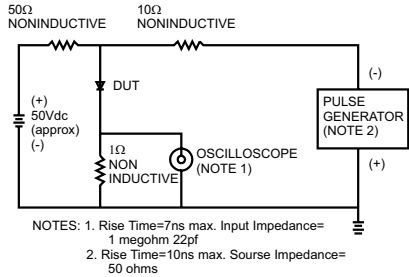 50Ω
NONINDUCTIVE
10Ω
NONINDUCTIVE
DUT
(+)
50Vdc
(approx)
(-)
(-)
PULSE
GENERATOR
(NOTE 2)
(+)
1Ω
NON
INDUCTIVE
OSCILLOSCOPE
(NOTE 1)
NOTES: 1. Rise Time=7ns max. Input Impedance=
1 megohm 22pf
2. Rise Time=10ns max. Sourse Impedance=
50 ohms